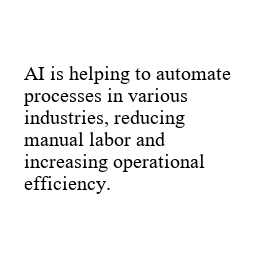 AI is helping to automate
processes in various
industries, reducing
manual labor and
increasing operational
efficiency.